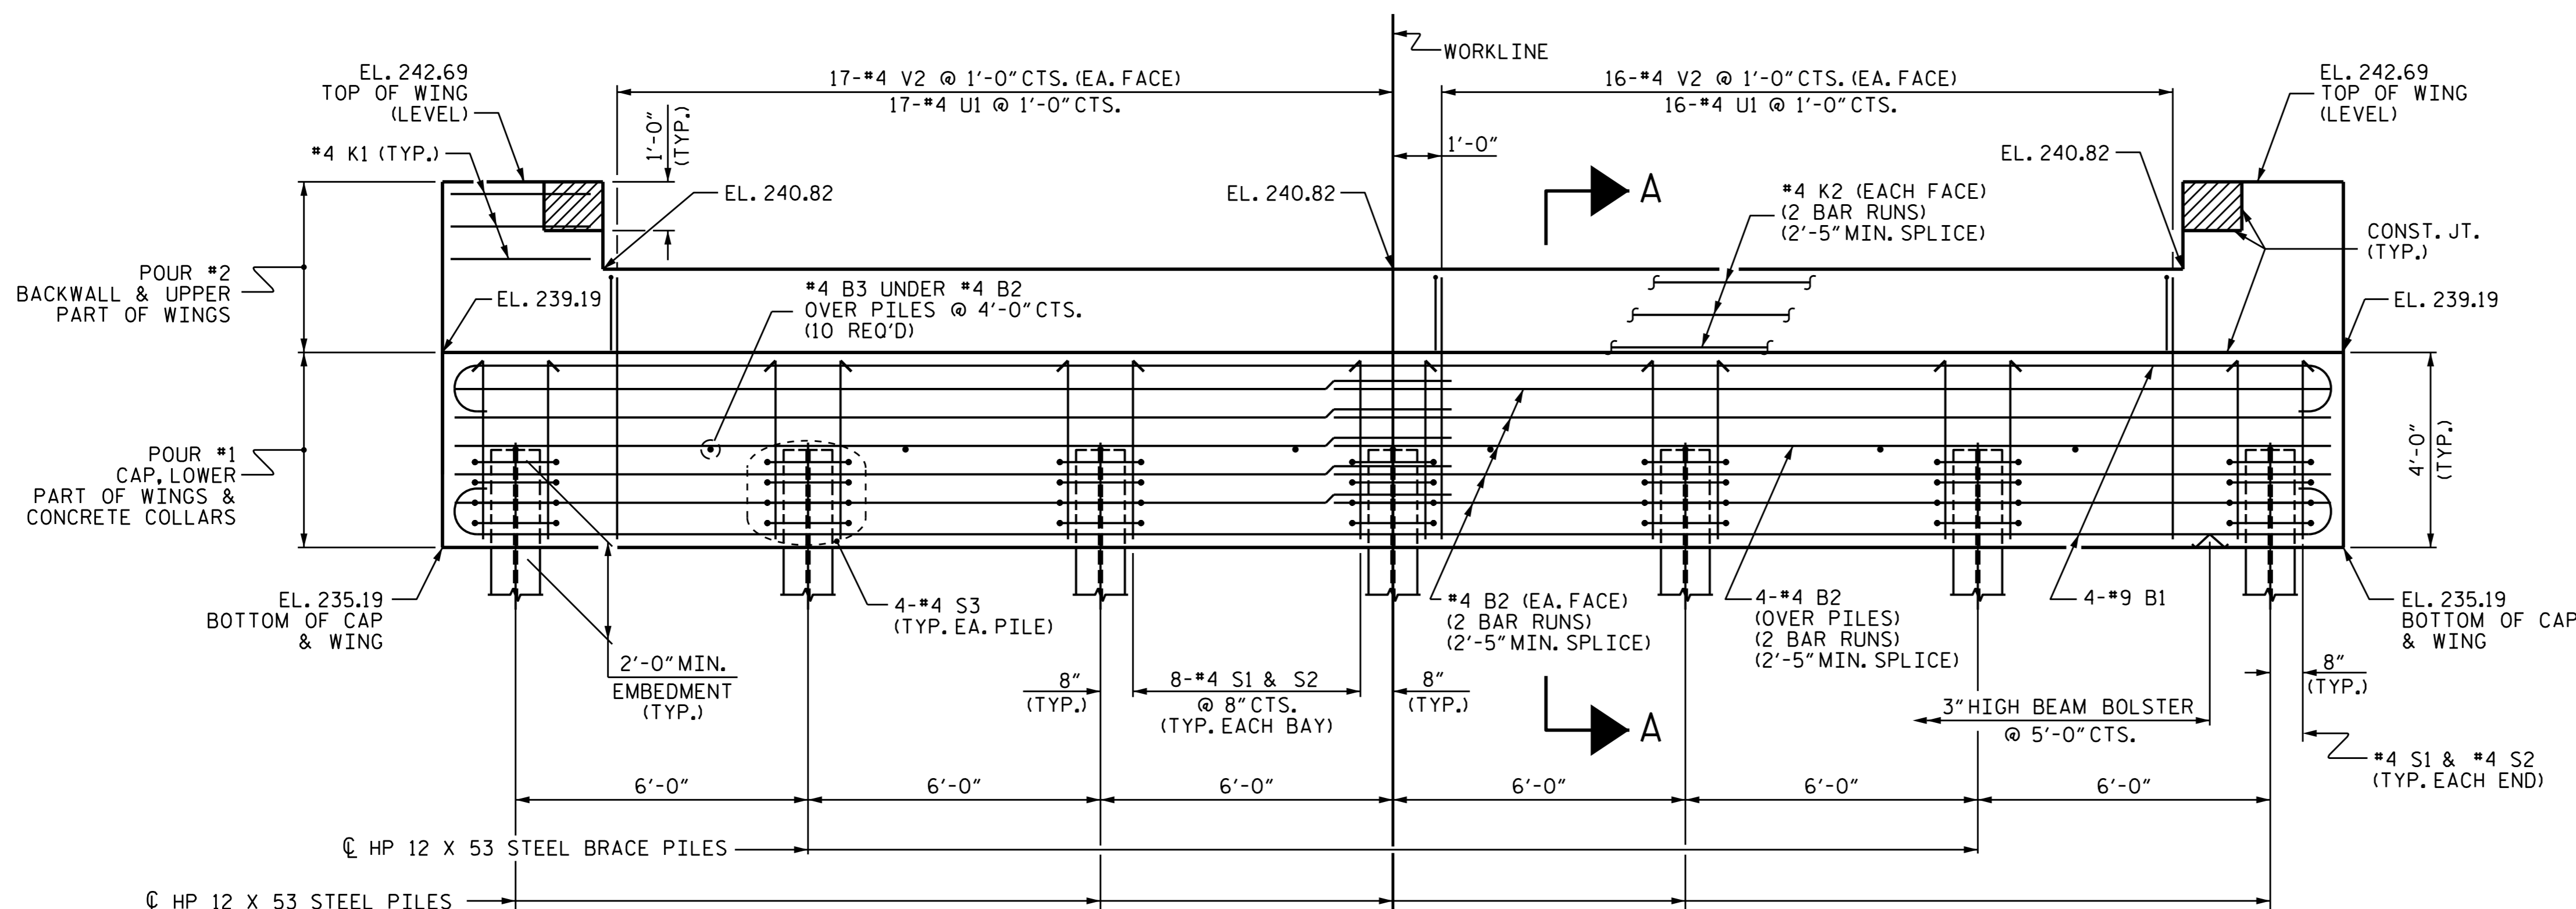 WORKLINE
EL. 242.69
TOP OF WING
(LEVEL)
17-#4 V2 @ 1'-0" CTS. (EA. FACE)
17-#4 U1 @ 1'-0" CTS.
16-#4 V2 @ 1'-0" CTS. (EA. FACE)
16-#4 U1 @ 1'-0" CTS.
EL. 242.69
TOP OF WING
(LEVEL)
#4 K1 (TYP.)
1'-0"
(TYP.)
1'-0"
EL. 240.82
EL. 240.82
EL. 240.82
A
#4 K2 (EACH FACE)
(2 BAR RUNS)
(2'-5" MIN. SPLICE)
CONST. JT.
(TYP.)
POUR #2
BACKWALL & UPPER
PART OF WINGS
EL. 239.19
#4 B3 UNDER #4 B2
OVER PILES @ 4'-0" CTS.
(10 REQ'D)
EL. 239.19
POUR #1
CAP, LOWER
PART OF WINGS &
CONCRETE COLLARS
4'-0"
(TYP.)
EL. 235.19
BOTTOM OF CAP
& WING
4-#4 S3
(TYP. EA. PILE)
#4 B2 (EA. FACE)
(2 BAR RUNS)
(2'-5" MIN. SPLICE)
4-#4 B2
(OVER PILES)
(2 BAR RUNS)
(2'-5" MIN. SPLICE)
4-#9 B1
EL. 235.19
BOTTOM OF CAP
& WING
2'-0" MIN.
EMBEDMENT
(TYP.)
8"
(TYP.)
8-#4 S1 & S2
@ 8" CTS.
(TYP. EACH BAY)
8"
(TYP.)
A
3" HIGH BEAM BOLSTER
@ 5'-0" CTS.
8"
(TYP.)
#4 S1 & #4 S2
(TYP. EACH END)
6'-0"
6'-0"
6'-0"
6'-0"
6'-0"
6'-0"
℄ HP 12 X 53 STEEL BRACE PILES
℄ HP 12 X 53 STEEL PILES